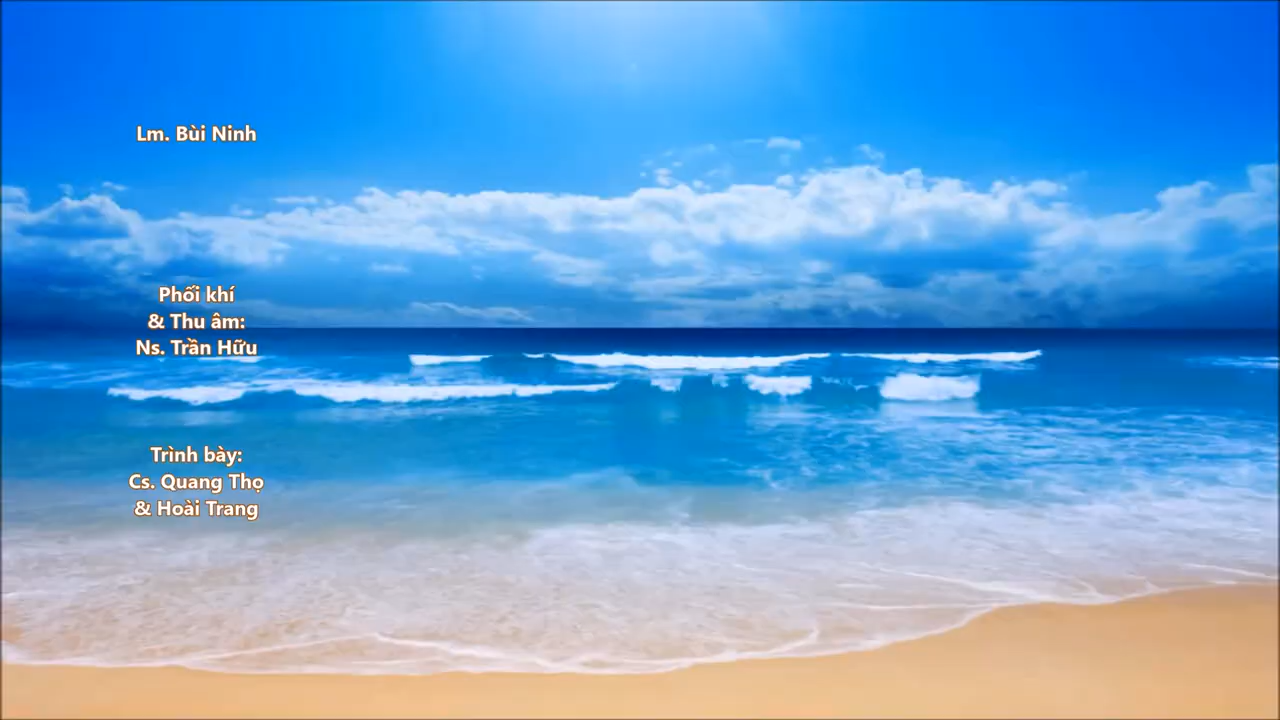 Lm. Bùi Ninh
Phối khí
& Thu âm:
Ns. Trần Hữu
Trình bày:
Cs. Quang Thọ
& Hoài Trang